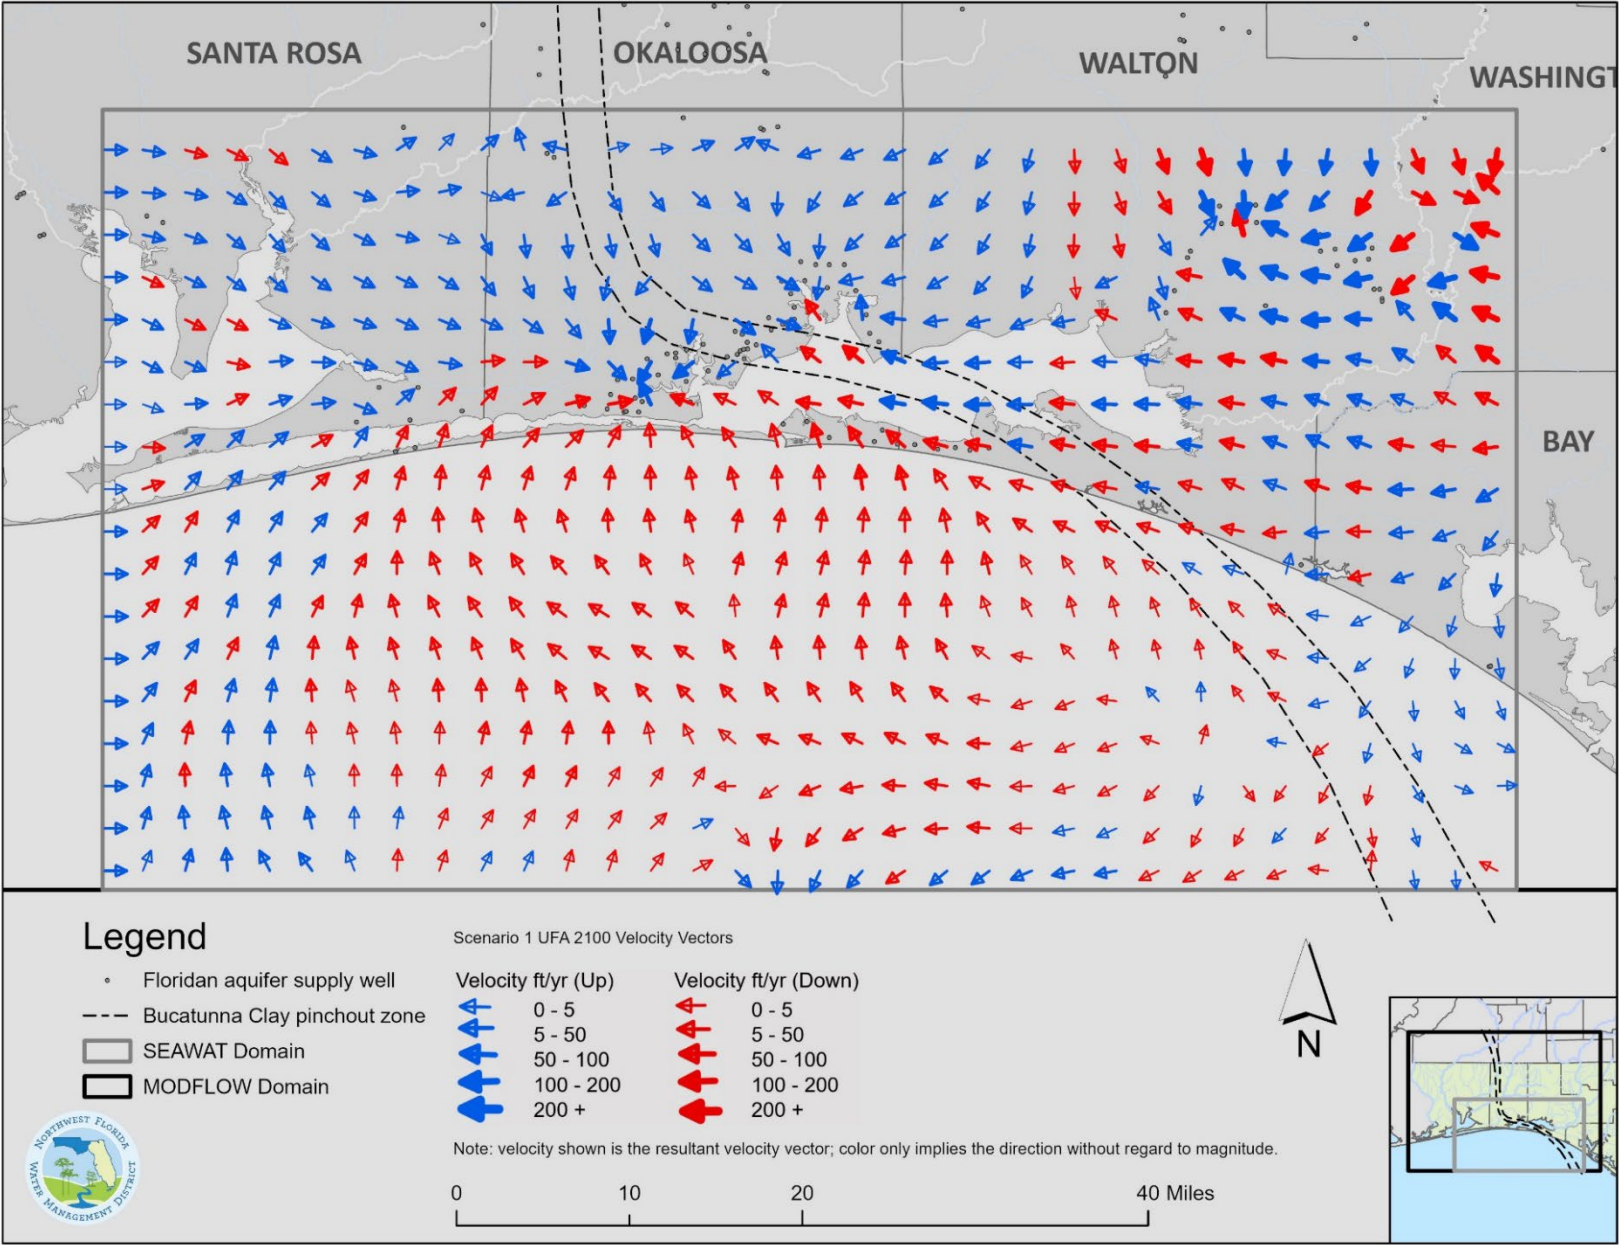 SANTA ROSA
OKALOOSA
WALTON
WASHINGT
BAY
Legend
Floridan aquifer supply well
Bucatunna Clay pinchout zone
SEAWAT Domain
MODFLOW Domain
Scenario 1 UFA 2100 Velocity Vectors
Velocity ft/yr (Up)
0 - 5
5 - 50
50 - 100
100 - 200
200 +
Velocity ft/yr (Down)
0 - 5
5 - 50
50 - 100
100 - 200
200 +
Note: velocity shown is the resultant velocity vector; color only implies the direction without regard to magnitude.
0 10 20 40 Miles
N
NORTHWEST FLORIDA
WATER MANAGEMENT DISTRICT